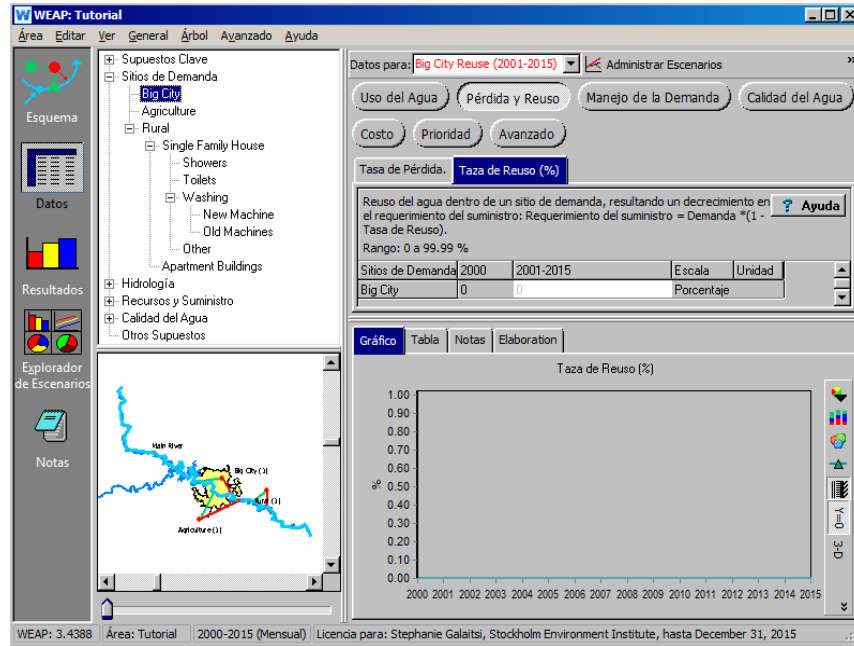 WEAP: Tutorial
Área Editar Ver General Árbol Avanzado Ayuda
Esquema
Datos
Resultados
Explorador
de Escenarios
Notas
Supuestos Clave
Sitios de Demanda
Big City
Agriculture
Rural
Single Family House
Showers
Toilets
Washing
New Machine
Old Machines
Other
Apartment Buildings
Hidrología
Recursos y Suministro
Calidad del Agua
Otros Supuestos
Main River
Big City (1)
Rural (1)
Agriculture (1)
Datos para: Big City Reuse (2001-2015) Administrar Escenarios »
Uso del Agua Pérdida y Reuso Manejo de la Demanda Calidad del Agua
Costo Prioridad Avanzado
Tasa de Pérdida. Taza de Reuso (%)
Reuso del agua dentro de un sitio de demanda, resultando un decrecimiento en
el requerimiento del suministro: Requerimiento del suministro = Demanda *(1 -
Tasa de Reuso).
Rango: 0 a 99.99 %
? Ayuda
Sitios de Demanda 2000 2001-2015 Escala Unidad
Big City 0 0 Porcentaje
Gráfico Tabla Notas Elaboration
Taza de Reuso (%)
%
1.00
0.90
0.80
0.70
0.60
0.50
0.40
0.30
0.20
0.10
0.00
2000 2001 2002 2003 2004 2005 2006 2007 2008 2009 2010 2011 2012 2013 2014 2015
Y=0
3-D
WEAP: 3.4388 Área: Tutorial 2000-2015 (Mensual) Licencia para: Stephanie Galaitsi, Stockholm Environment Institute, hasta December 31, 2015